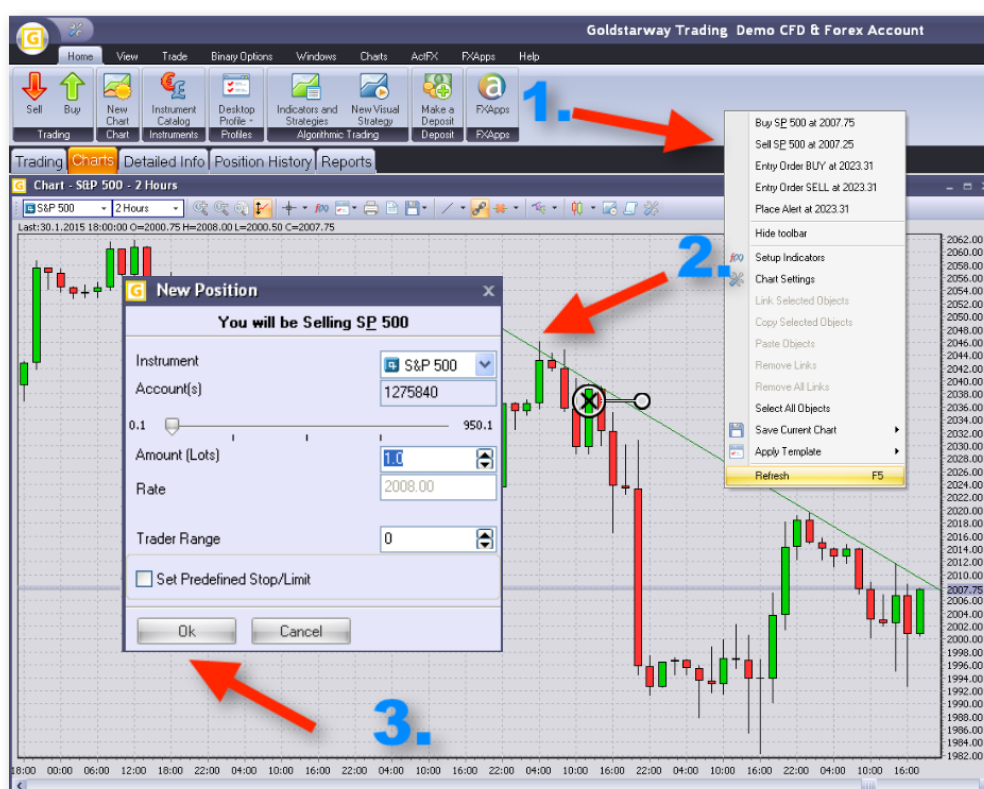 Goldstarway Trading Demo CFD & Forex Account
Home View Trade Binary Options Windows Charts ActFX FXApps Help
Sell Buy New Chart Instrument Catalog Desktop Profile Indicators and Strategies New Visual Strategy Make a Deposit FXApps
Trading Chart Instruments Profiles Algorithmic Trading Deposit FXApps
1.
Trading Charts Detailed Info Position History Reports
G Chart - S&P 500 - 2 Hours
S&P 500 2 Hours f(x)
Last:30.1.2015 18:00:00 O=2000.75 H=2008.00 L=2000.50 C=2007.75
Buy SP 500 at 2007.75
Sell SP 500 at 2007.25
Entry Order BUY at 2023.31
Entry Order SELL at 2023.31
Place Alert at 2023.31
Hide toolbar
f(x) Setup Indicators
Chart Settings
Link Selected Objects
Copy Selected Objects
Paste Objects
Remove Links
Remove All Links
Select All Objects
Save Current Chart
Apply Template
Refresh F5
2.
G New Position X
You will be Selling SP 500
Instrument S&P 500
Account(s) 1275840
0.1 950.1
Amount (Lots) 1.0
Rate 2008.00
Trader Range 0
Set Predefined Stop/Limit
Ok Cancel
3.
2062.00
2060.00
2058.00
2056.00
2054.00
2052.00
2050.00
2048.00
2046.00
2044.00
2042.00
2040.00
2038.00
2036.00
2034.00
2032.00
2030.00
2028.00
2026.00
2024.00
2022.00
2020.00
2018.00
2016.00
2014.00
2012.00
2010.00
2007.75
2006.00
2004.00
2002.00
2000.00
1998.00
1996.00
1994.00
1992.00
1990.00
1988.00
1986.00
1984.00
1982.00
18:00 00:00 06:00 12:00 18:00 22:00 04:00 10:00 16:00 22:00 04:00 10:00 16:00 22:00 04:00 10:00 16:00 22:00 04:00 10:00 16:00 22:00 04:00 10:00 16:00